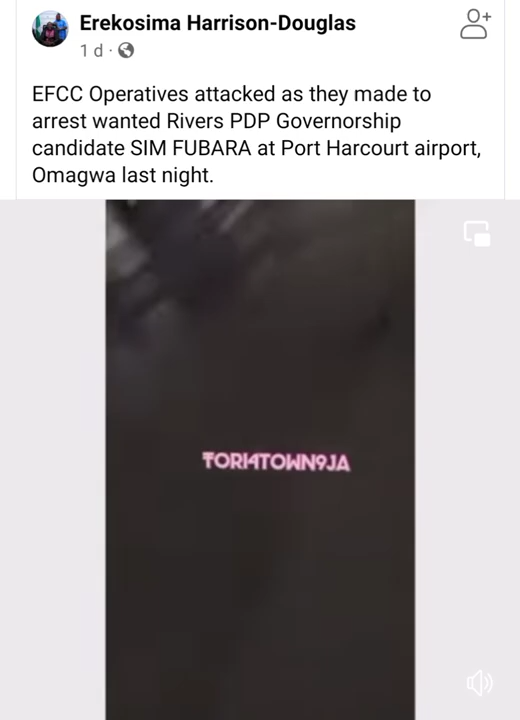 Erekosima Harrison-Douglas
1 d ·
EFCC Operatives attacked as they made to
arrest wanted Rivers PDP Governorship
candidate SIM FUBARA at Port Harcourt airport,
Omagwa last night.
TORIATOWN9JA